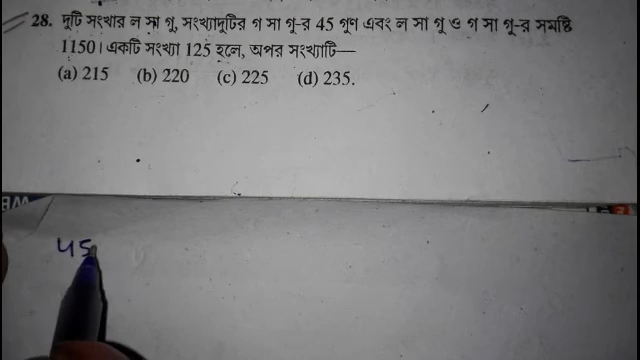 28. দুটি সংখার ল সা গু, সংখ্যাদুটির গ সা গু-র 45 গুণ এবং ল সা গু ও গ সা গু-র সমষ্টি
1150। একটি সংখ্যা 125 হলে, অপর সংখ্যাটি—
(a) 215 (b) 220 (c) 225 (d) 235.
45